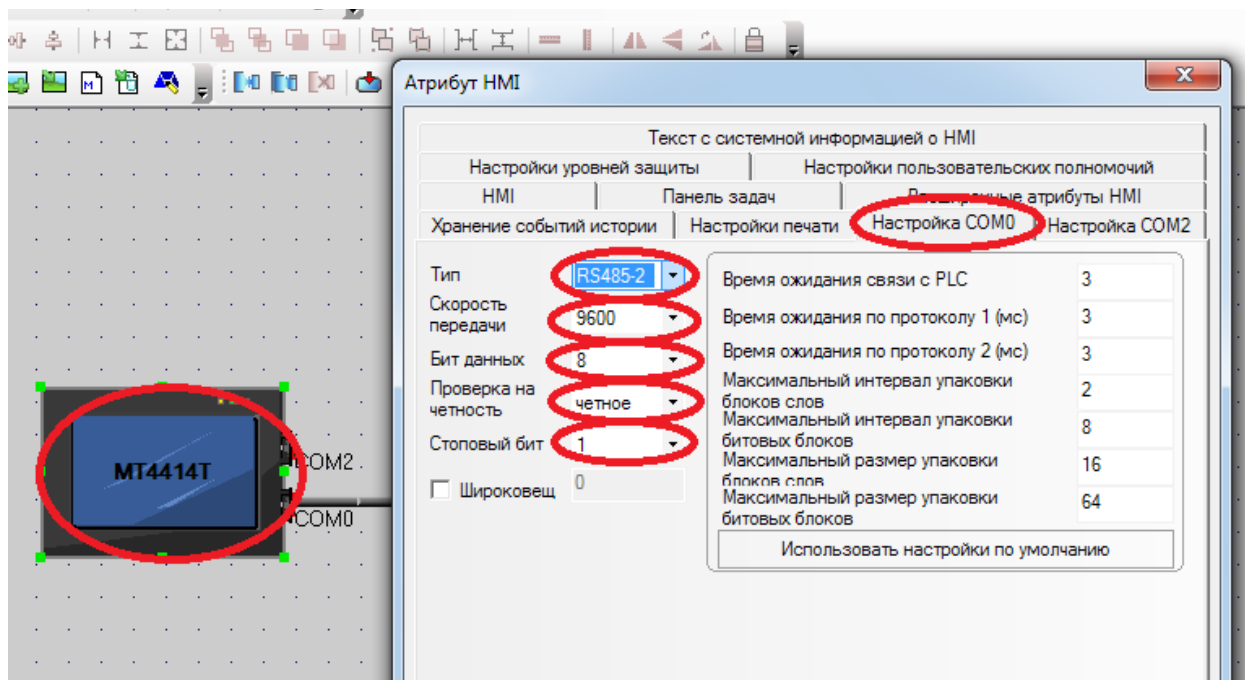 Атрибут HMI
Текст с системной информацией о HMI
Настройки уровней защиты
Настройки пользовательских полномочий
HMI
Панель задач
Расширенные атрибуты HMI
Хранение событий истории
Настройки печати
Настройка COM0
Настройка COM2
Тип
RS485-2
Скорость
передачи
9600
Бит данных
8
Проверка на
четность
четное
Стоповый бит
1
Широковещ
0
Время ожидания связи с PLC
3
Время ожидания по протоколу 1 (мс)
3
Время ожидания по протоколу 2 (мс)
3
Максимальный интервал упаковки
блоков слов
2
Максимальный интервал упаковки
битовых блоков
8
Максимальный размер упаковки
блоков слов
16
Максимальный размер упаковки
битовых блоков
64
Использовать настройки по умолчанию
MT4414T
COM2
COM0